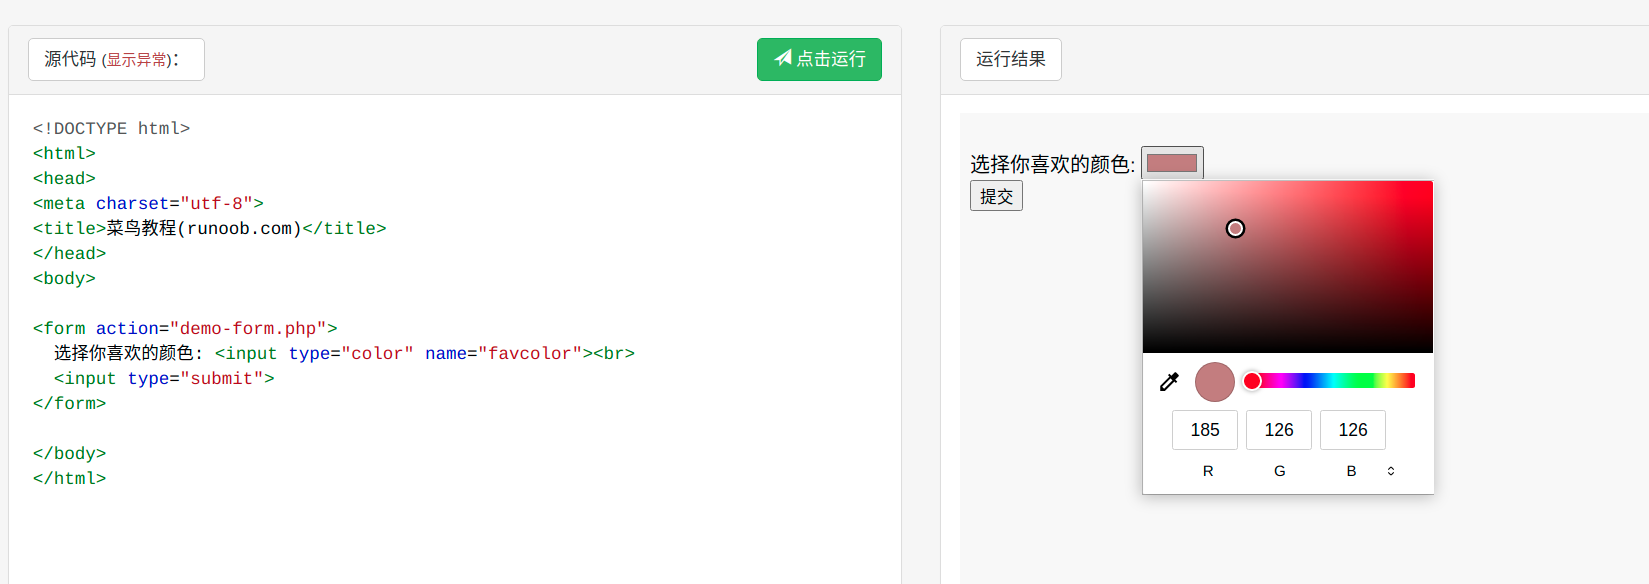 源代码 (显示异常)：
点击运行
<!DOCTYPE html>
<html>
<head>
<meta charset="utf-8">
<title>菜鸟教程(runoob.com)</title>
</head>
<body>
<form action="demo-form.php">
选择你喜欢的颜色: <input type="color" name="favcolor"><br>
<input type="submit">
</form>
</body>
</html>
运行结果
选择你喜欢的颜色:
提交
185 126 126
R G B